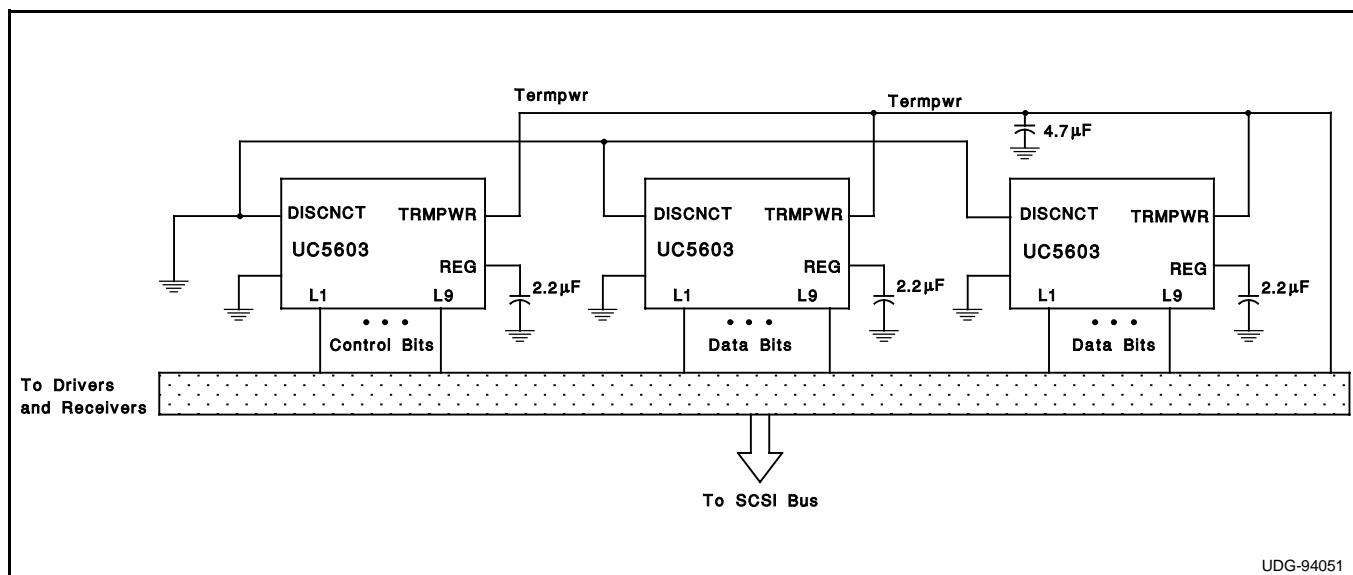 Termpwr
Termpwr
4.7µF
DISCNCT TRMPWR
UC5603
REG
2.2µF
L1 L9
• • •
Control Bits
DISCNCT TRMPWR
UC5603
REG
2.2µF
L1 L9
• • •
Data Bits
DISCNCT TRMPWR
UC5603
REG
2.2µF
L1 L9
• • •
Data Bits
To Drivers
and Receivers
To SCSI Bus
UDG-94051